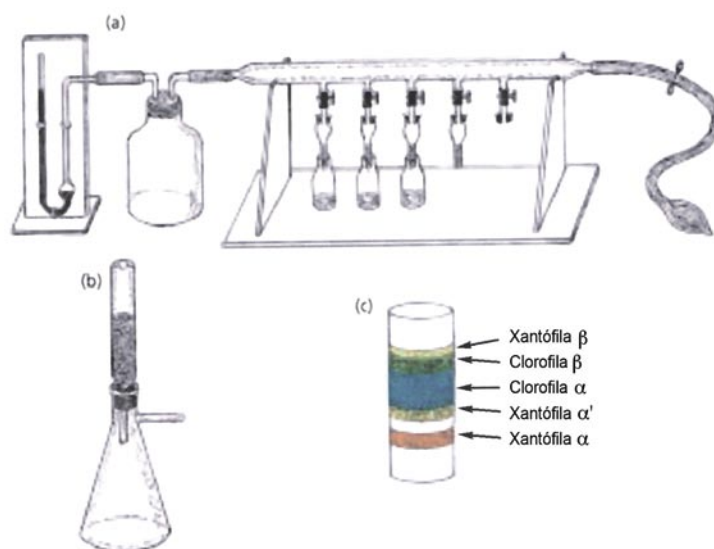 (a)
(b)
(c)
Xantófila β
Clorofila β
Clorofila α
Xantófila α'
Xantófila α